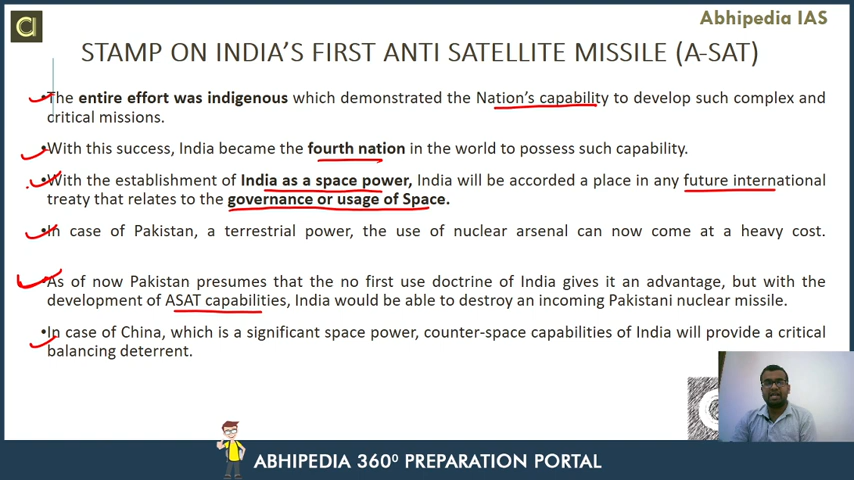 Abhipedia IAS
STAMP ON INDIA'S FIRST ANTI SATELLITE MISSILE (A-SAT)
•The entire effort was indigenous which demonstrated the Nation's capability to develop such complex and
critical missions.
•With this success, India became the fourth nation in the world to possess such capability.
•With the establishment of India as a space power, India will be accorded a place in any future international
treaty that relates to the governance or usage of Space.
•In case of Pakistan, a terrestrial power, the use of nuclear arsenal can now come at a heavy cost.
•As of now Pakistan presumes that the no first use doctrine of India gives it an advantage, but with the
development of ASAT capabilities, India would be able to destroy an incoming Pakistani nuclear missile.
•In case of China, which is a significant space power, counter-space capabilities of India will provide a critical
balancing deterrent.
ABHIPEDIA 360⁰ PREPARATION PORTAL